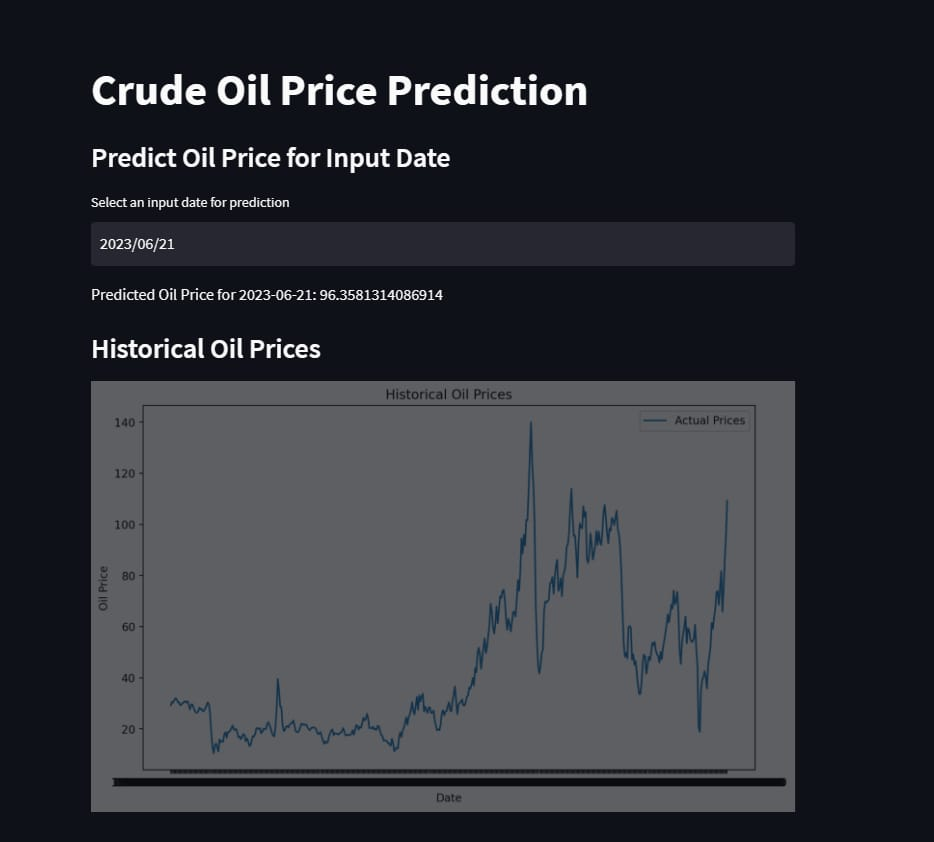 Crude Oil Price Prediction
Predict Oil Price for Input Date
Select an input date for prediction
2023/06/21
Predicted Oil Price for 2023-06-21: 96.3581314086914
Historical Oil Prices
Historical Oil Prices
Actual Prices
140
120
100
80
60
40
20
Oil Price
Date